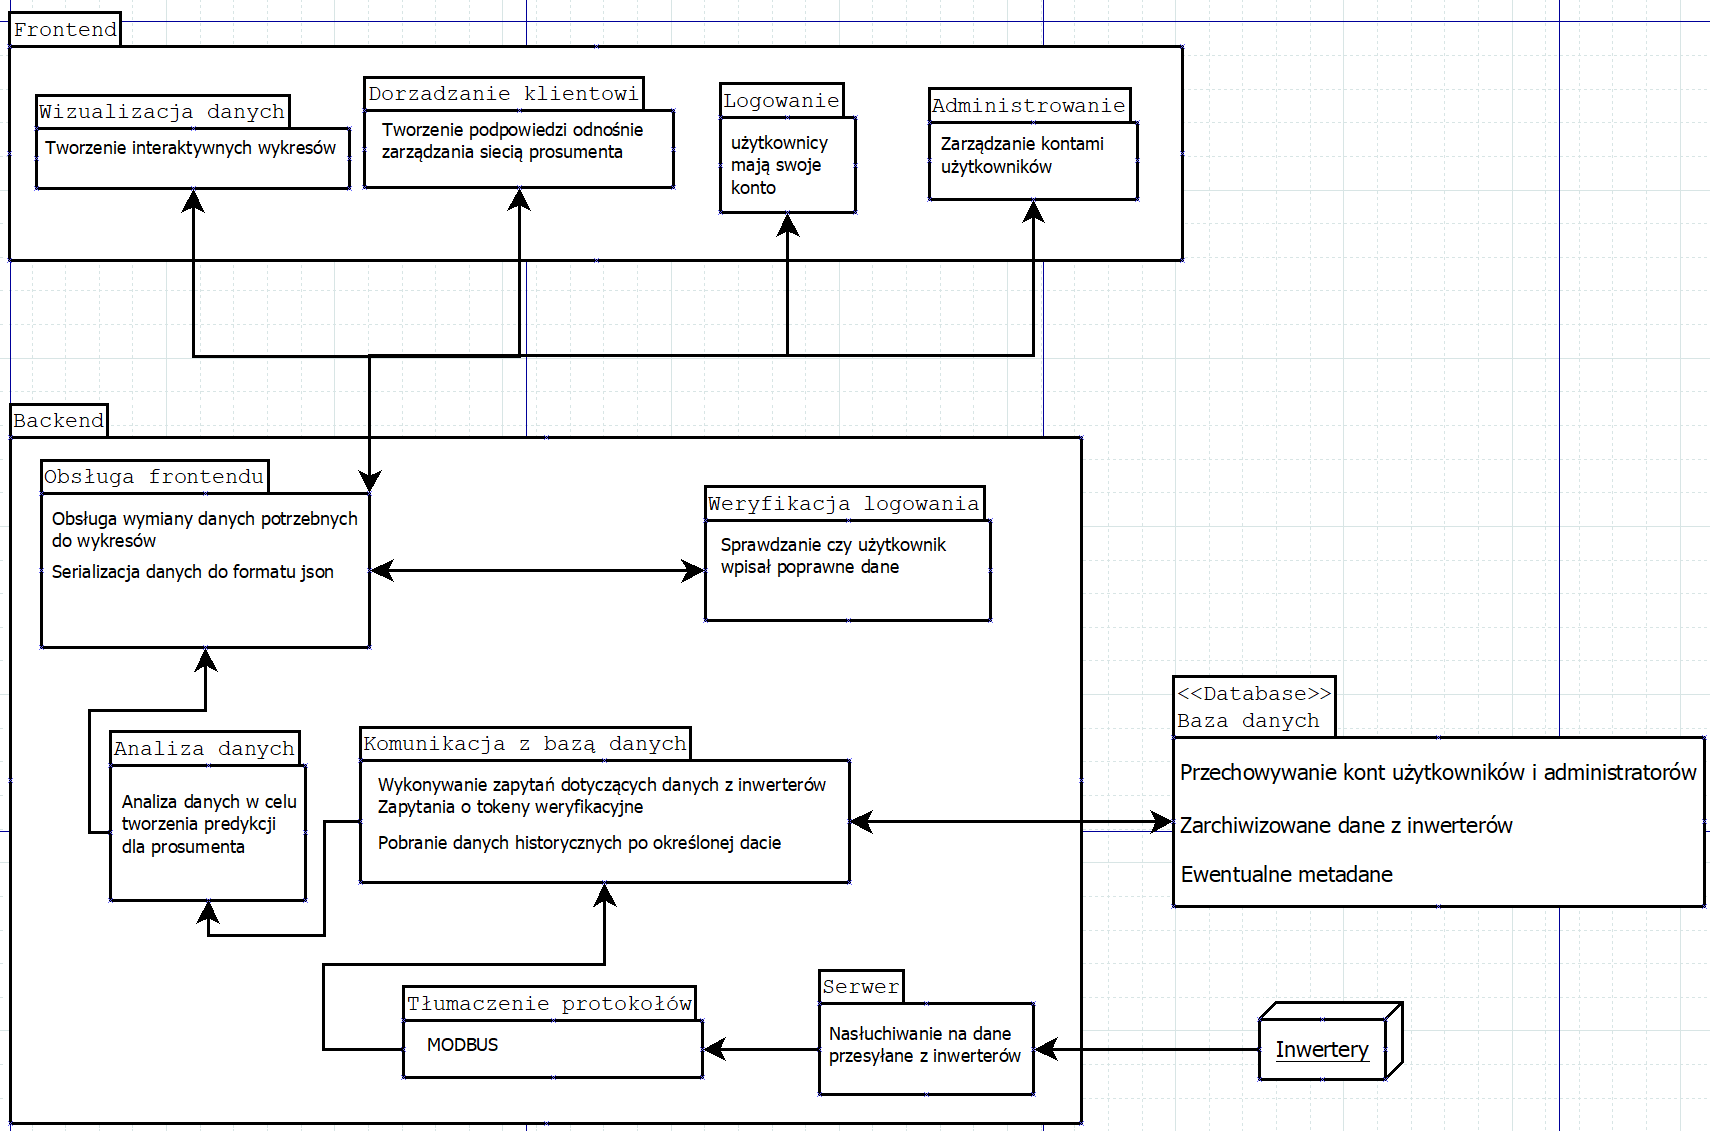 Frontend
Wizualizacja danych
Tworzenie interaktywnych wykresów
Dorzadzanie klientowi
Tworzenie podpowiedzi odnośnie
zarządzania siecią prosumenta
Logowanie
użytkownicy
mają swoje
konto
Administrowanie
Zarządzanie kontami
użytkowników
Backend
Obsługa frontendu
Obsługa wymiany danych potrzebnych
do wykresów
Serializacja danych do formatu json
Weryfikacja logowania
Sprawdzanie czy użytkownik
wpisał poprawne dane
Analiza danych
Analiza danych w celu
tworzenia predykcji
dla prosumenta
Komunikacja z bazą danych
Wykonywanie zapytań dotyczących danych z inwerterów
Zapytania o tokeny weryfikacyjne
Pobranie danych historycznych po określonej dacie
<<Database>>
Baza danych
Przechowywanie kont użytkowników i administratorów
Zarchiwizowane dane z inwerterów
Ewentualne metadane
Tłumaczenie protokołów
MODBUS
Serwer
Nasłuchiwanie na dane
przesyłane z inwerterów
Inwertery